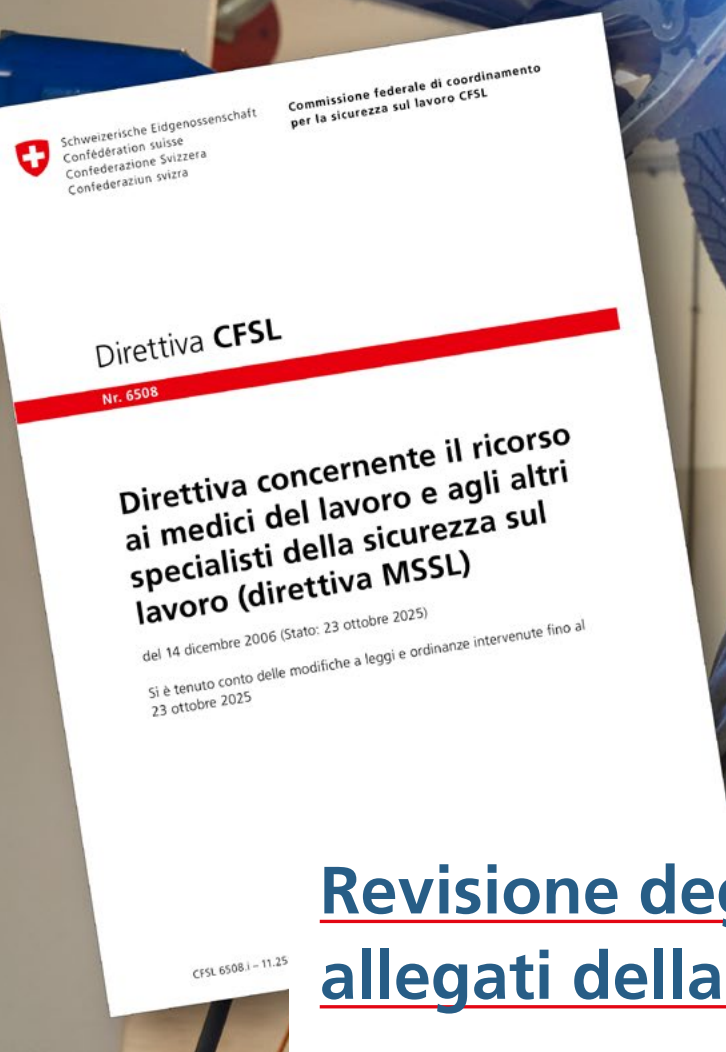 Schweizerische Eidgenossenschaft
Confédération suisse
Confederazione Svizzera
Confederaziun svizra
Commissione federale di coordinamento
per la sicurezza sul lavoro CFSL
Direttiva CFSL
Nr. 6508
Direttiva concernente il ricorso
ai medici del lavoro e agli altri
specialisti della sicurezza sul
lavoro (direttiva MSSL)
del 14 dicembre 2006 (Stato: 23 ottobre 2025)
Si è tenuto conto delle modifiche a leggi e ordinanze intervenute fino al
23 ottobre 2025
CFSL 6508.i – 11.25
Revisione
allegati della